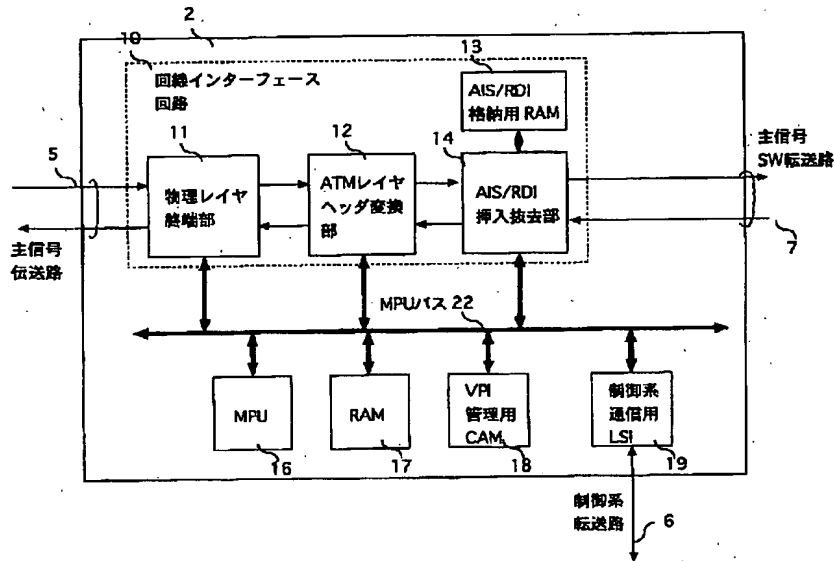 2
10
回線インターフェース
回路
13
AIS/RDI
格納用 RAM
11
12
14
主信号
SW転送路
5
物理レイヤ
終端部
ATMレイヤ
ヘッダ変換
部
AIS/RDI
挿入抜去部
主信号
伝送路
7
MPUバス 22
MPU
RAM
VPI
管理用
CAM
制御系
通信用
LSI
16
17
18
19
制御系
転送路
6